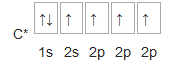 ↑↓ ↑ ↑ ↑ ↑
C*
1s 2s 2p 2p 2p